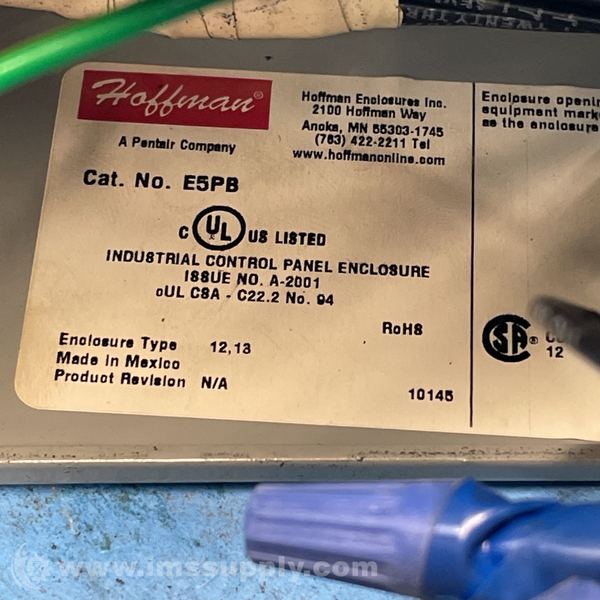 TWENTYTHR
Hoffman®
A Pentair Company
Hoffman Enclosures Inc.
2100 Hoffman Way
Anoka, MN 55303-1745
(763) 422-2211 Tel
www.hoffmanonline.com
Cat. No. E5PB
C UL US LISTED
INDUSTRIAL CONTROL PANEL ENCLOSURE
ISSUE NO. A-2001
cUL CSA - C22.2 No. 94
Enclosure Type 12,13
Made in Mexico
Product Revision N/A
RoHS
10145
Enclosure
equipment
as the enclosure
SA®
12
www.imssupply.com